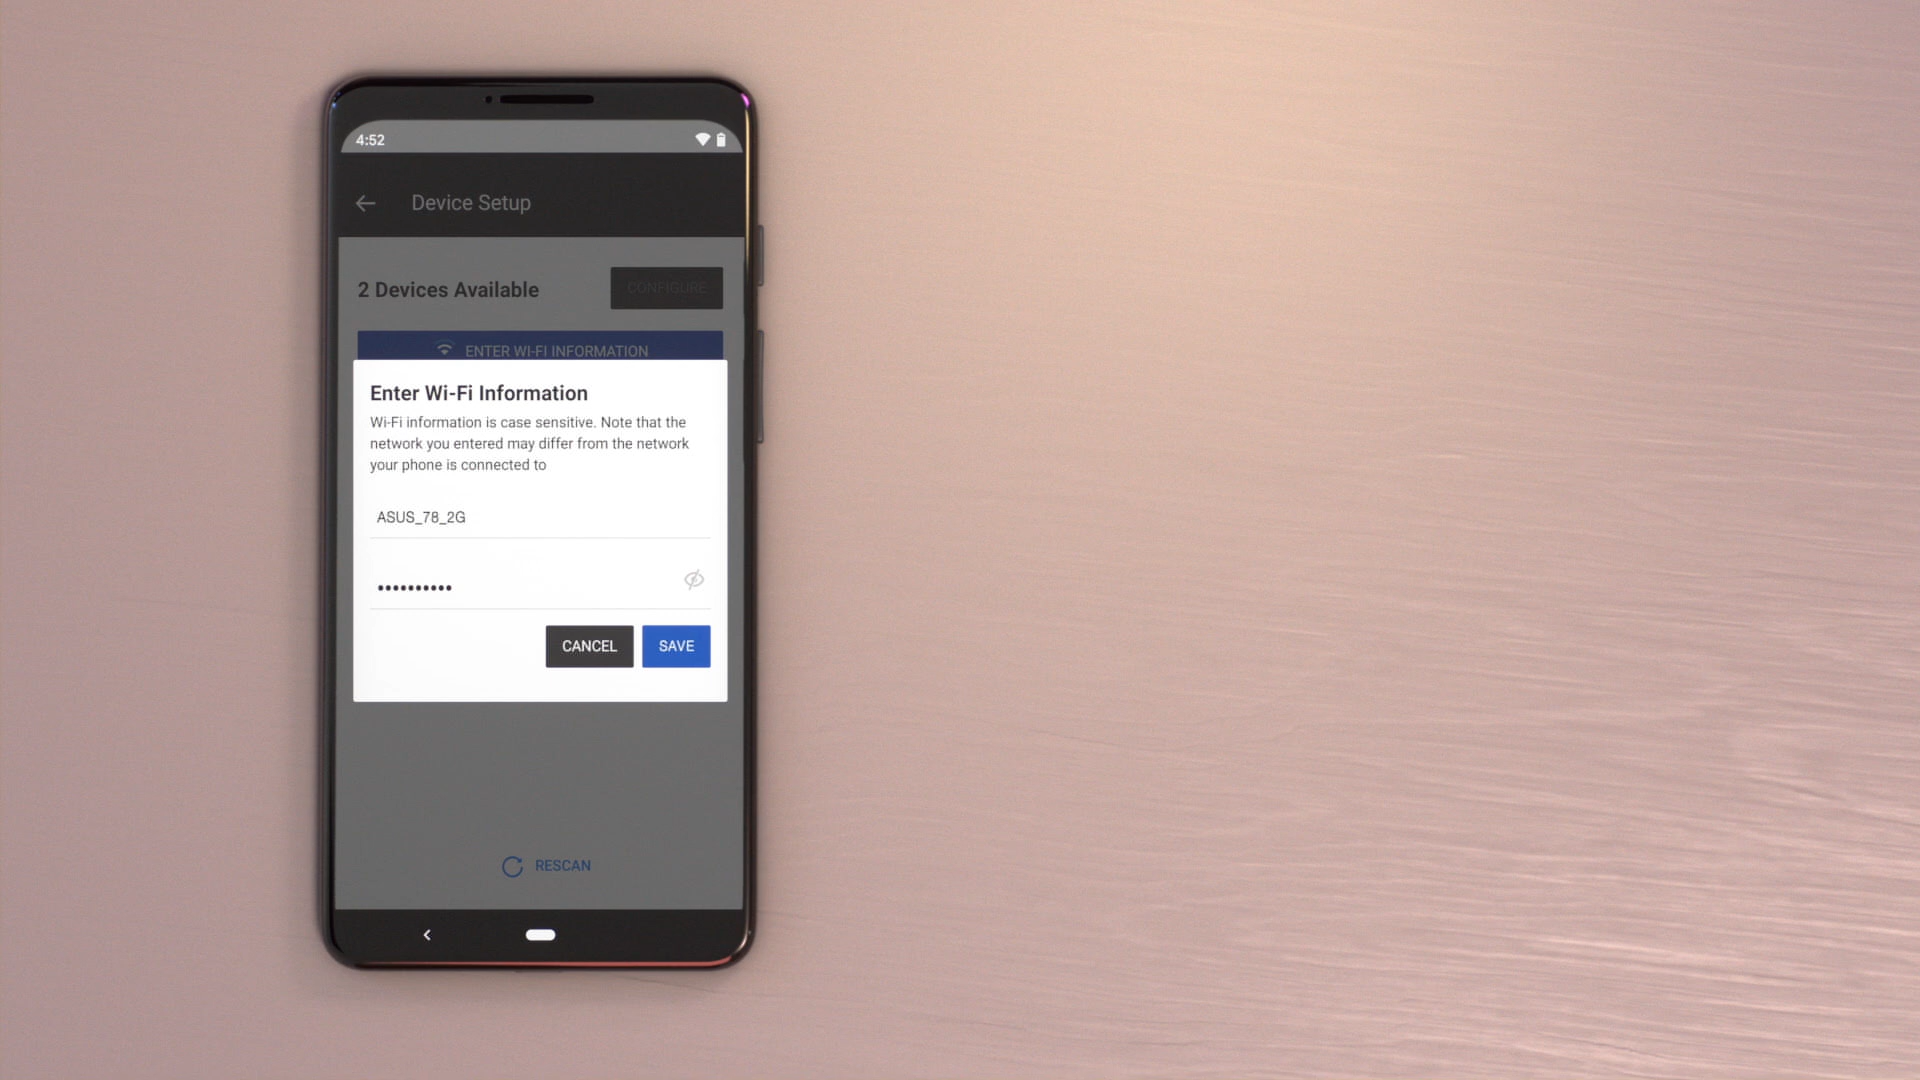 4:52
Device Setup
2 Devices Available
CONFIGURE
ENTER WI-FI INFORMATION
Enter Wi-Fi Information
Wi-Fi information is case sensitive. Note that the
network you entered may differ from the network
your phone is connected to
ASUS_78_2G
••••••••••
CANCEL
SAVE
RESCAN